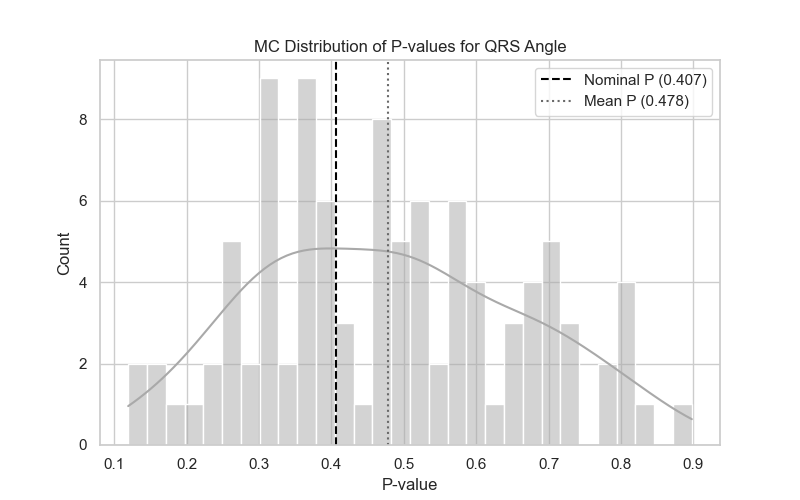 MC Distribution of P-values for QRS Angle
Nominal P (0.407)
Mean P (0.478)
Count
8
6
4
2
0
0.1 0.2 0.3 0.4 0.5 0.6 0.7 0.8 0.9
P-value